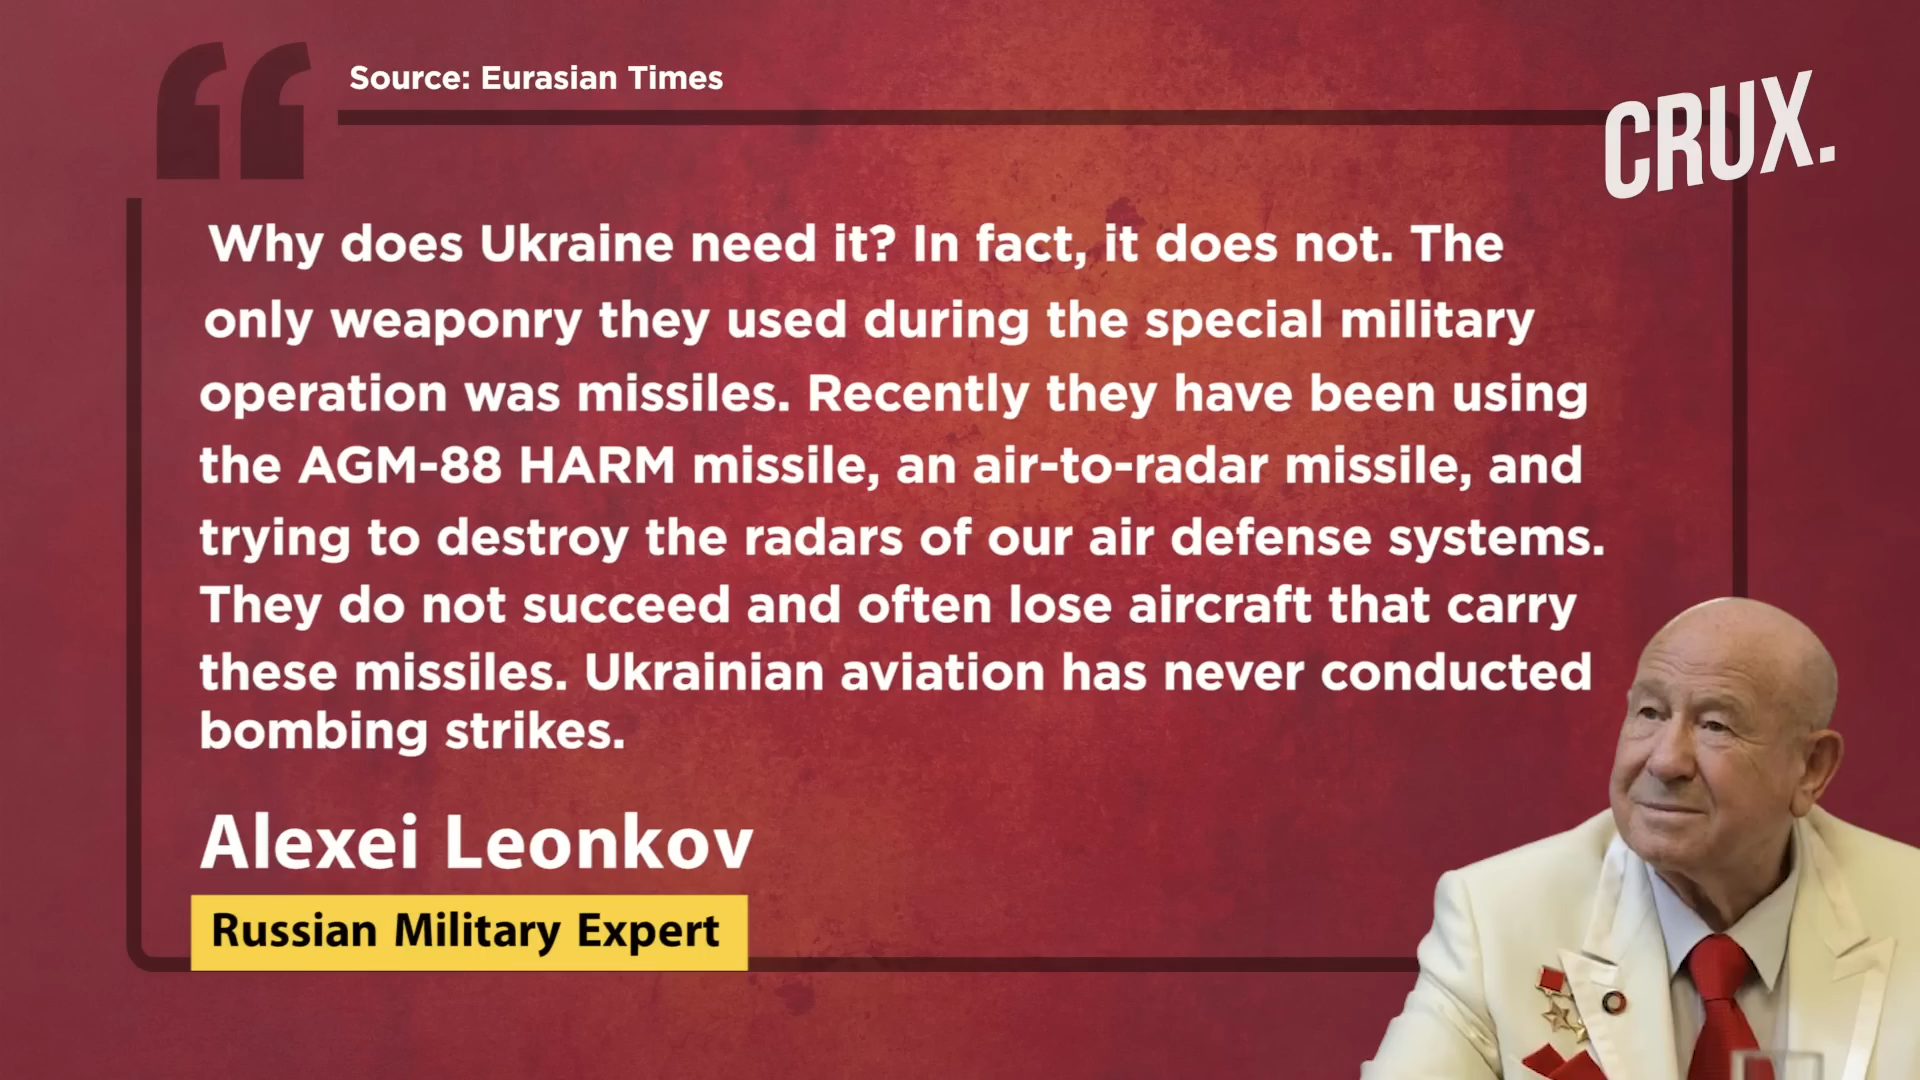 Source: Eurasian Times
CRUX.
Why does Ukraine need it? In fact, it does not. The
only weaponry they used during the special military
operation was missiles. Recently they have been using
the AGM-88 HARM missile, an air-to-radar missile, and
trying to destroy the radars of our air defense systems.
They do not succeed and often lose aircraft that carry
these missiles. Ukrainian aviation has never conducted
bombing strikes.
Alexei Leonkov
Russian Military Expert